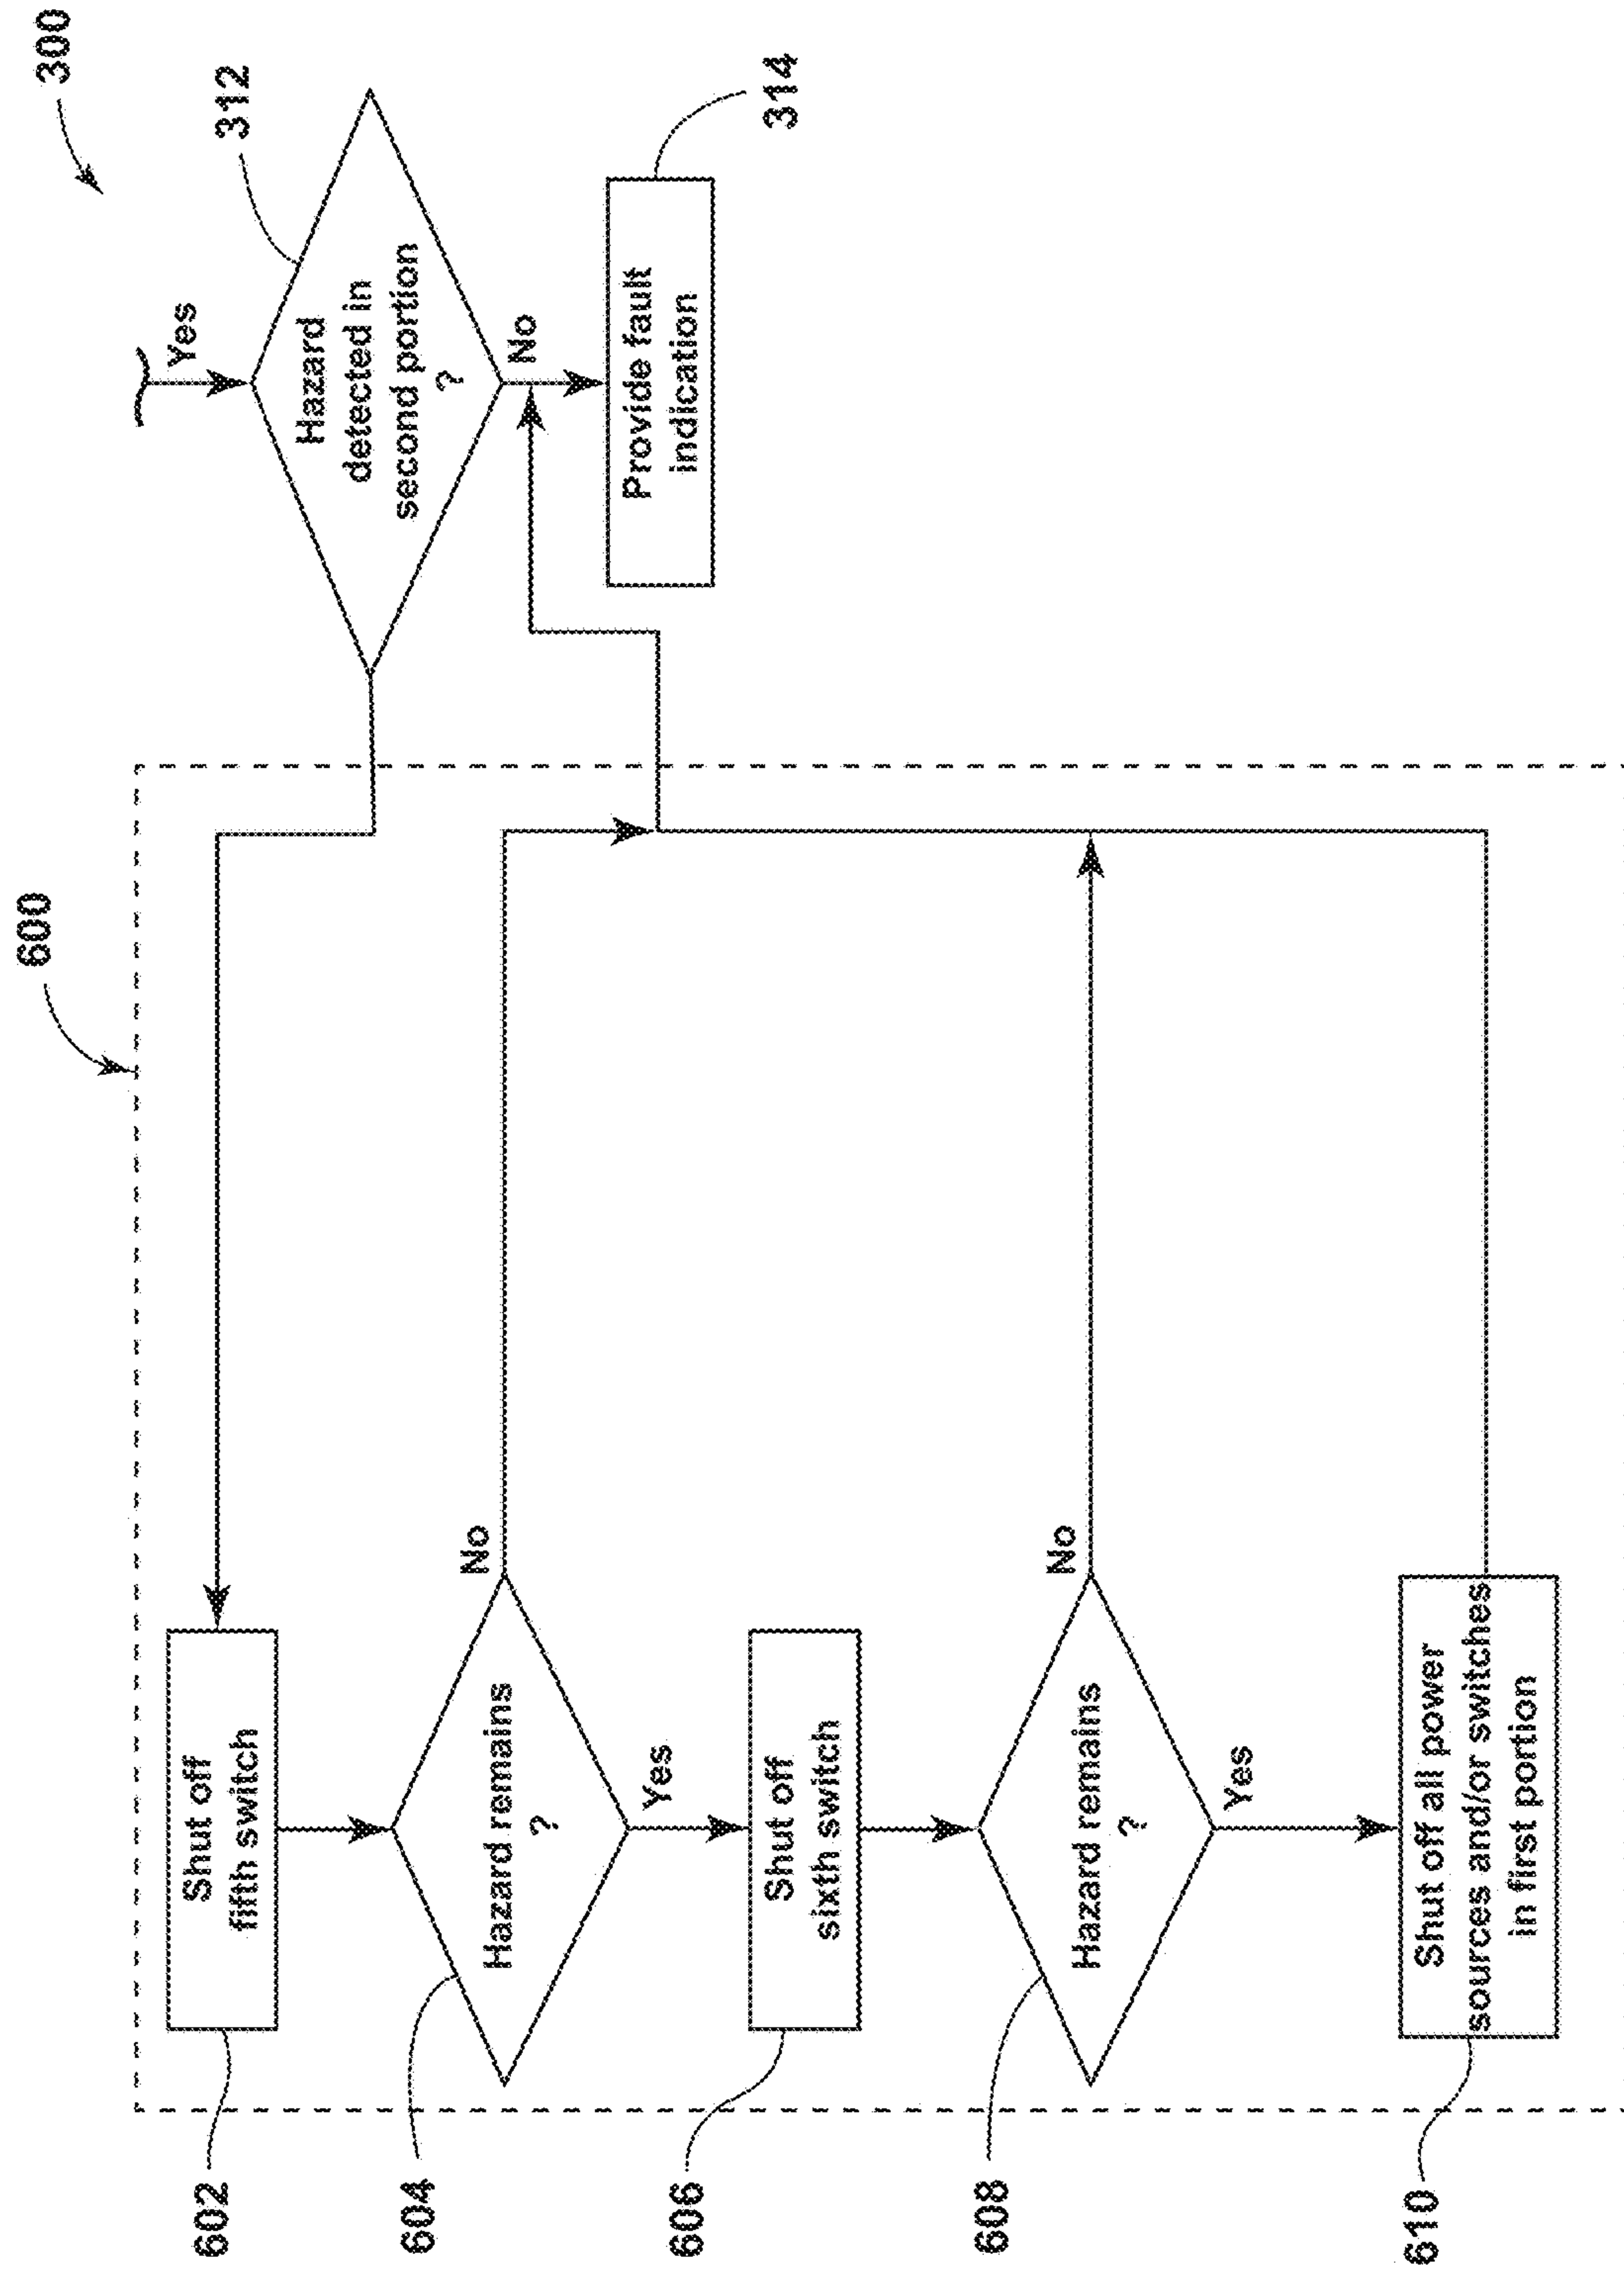 300
600
Yes
312
Hazard
detected in
second portion
?
No
Provide fault
indication
314
602
Shut off
fifth switch
604
Hazard remains
?
No
Yes
606
Shut off
sixth switch
608
Hazard remains
?
No
Yes
610
Shut off all power
sources and/or switches
in first portion